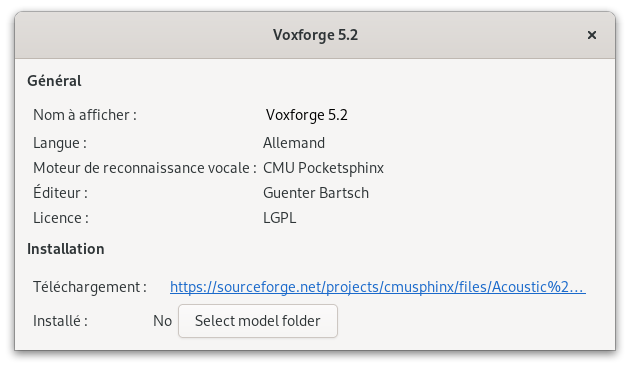 Voxforge 5.2
Général
Nom à afficher : Voxforge 5.2
Langue : Allemand
Moteur de reconnaissance vocale : CMU Pocketsphinx
Éditeur : Guenter Bartsch
Licence : LGPL
Installation
Téléchargement : https://sourceforge.net/projects/cmusphinx/files/Acoustic%2…
Installé : No Select model folder